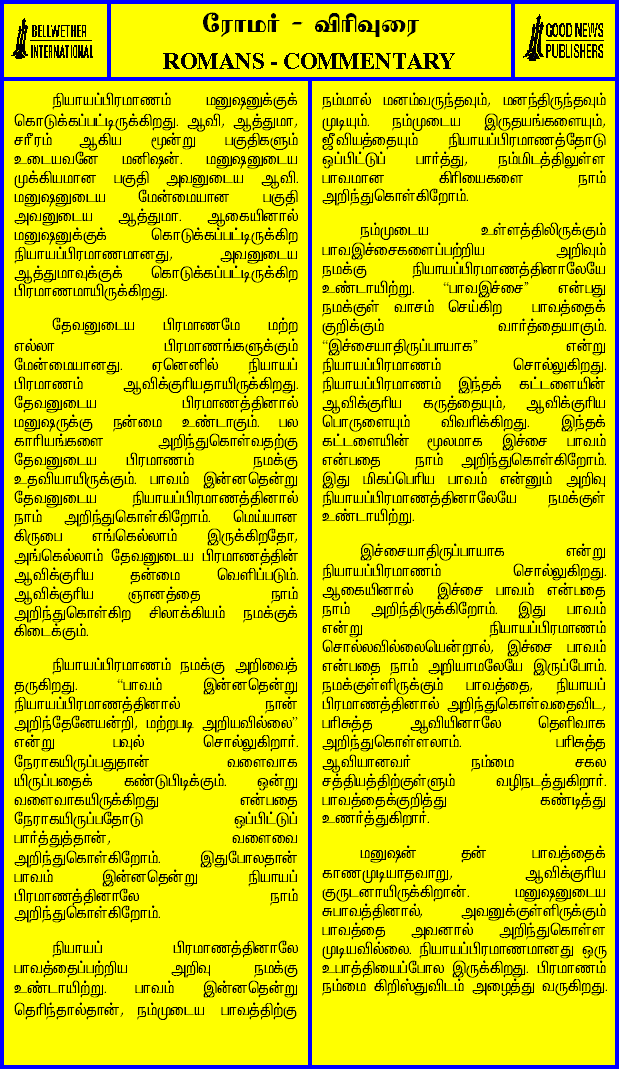 BELLWETHER
INTERNATIONAL
ரோமர் - விரிவுரை
ROMANS - COMMENTARY
GOOD NEWS
PUBLISHERS
நியாயப்பிரமாணம் மனுஷனுக்குக்
கொடுக்கப்பட்டிருக்கிறது. ஆவி, ஆத்துமா,
சரீரம் ஆகிய மூன்று பகுதிகளும்
உடையவனே மனிஷன். மனுஷனுடைய
முக்கியமான பகுதி அவனுடைய ஆவி.
மனுஷனுடைய மேன்மையான பகுதி
அவனுடைய ஆத்துமா. ஆகையினால்
மனுஷனுக்குக் கொடுக்கப்பட்டிருக்கிற
நியாயப்பிரமாணமானது, அவனுடைய
ஆத்துமாவுக்குக் கொடுக்கப்பட்டிருக்கிற
பிரமாணமாயிருக்கிறது.
தேவனுடைய பிரமாணமே மற்ற
எல்லா பிரமாணங்களுக்கும்
மேன்மையானது. ஏனெனில் நியாயப்
பிரமாணம் ஆவிக்குரியதாயிருக்கிறது.
தேவனுடைய பிரமாணத்தினால்
மனுஷருக்கு நன்மை உண்டாகும். பல
காரியங்களை அறிந்துகொள்வதற்கு
தேவனுடைய பிரமாணம் நமக்கு
உதவியாயிருக்கும். பாவம் இன்னதென்று
தேவனுடைய நியாயப்பிரமாணத்தினால்
நாம் அறிந்துகொள்கிறோம். மெய்யான
கிருபை எங்கெல்லாம் இருக்கிறதோ,
அங்கெல்லாம் தேவனுடைய பிரமாணத்தின்
ஆவிக்குரிய தன்மை வெளிப்படும்.
ஆவிக்குரிய ஞானத்தை நாம்
அறிந்துகொள்கிற சிலாக்கியம் நமக்குக்
கிடைக்கும்.
நியாயப்பிரமாணம் நமக்கு அறிவைத்
தருகிறது. “பாவம் இன்னதென்று
நியாயப்பிரமாணத்தினால் நான்
அறிந்தேனேயன்றி, மற்றபடி அறியவில்லை”
என்று பவுல் சொல்லுகிறார்.
நேராகயிருப்பதுதான் வளைவாக
யிருப்பதைக் கண்டுபிடிக்கும். ஒன்று
வளைவாகயிருக்கிறது என்பதை
நேராகயிருப்பதோடு ஒப்பிட்டுப்
பார்த்துத்தான், வளைவை
அறிந்துகொள்கிறோம். இதுபோலதான்
பாவம் இன்னதென்று நியாயப்
பிரமாணத்தினாலே நாம்
அறிந்துகொள்கிறோம்.
நியாயப் பிரமாணத்தினாலே
பாவத்தைப்பற்றிய அறிவு நமக்கு
உண்டாயிற்று. பாவம் இன்னதென்று
தெரிந்தால்தான், நம்முடைய பாவத்திற்கு
நம்மால் மனம்வருந்தவும், மனந்திருந்தவும்
முடியும். நம்முடைய இருதயங்களையும்,
ஜீவியத்தையும் நியாயப்பிரமாணத்தோடு
ஒப்பிட்டுப் பார்த்து, நம்மிடத்திலுள்ள
பாவமான கிரியைகளை நாம்
அறிந்துகொள்கிறோம்.
நம்முடைய உள்ளத்திலிருக்கும்
பாவஇச்சைகளைப்பற்றிய அறிவும்
நமக்கு நியாயப்பிரமாணத்தினாலேயே
உண்டாயிற்று. “பாவஇச்சை” என்பது
நமக்குள் வாசம் செய்கிற பாவத்தைக்
குறிக்கும் வார்த்தையாகும்.
“இச்சையாதிருப்பாயாக” என்று
நியாயப்பிரமாணம் சொல்லுகிறது.
நியாயப்பிரமாணம் இந்தக் கட்டளையின்
ஆவிக்குரிய கருத்தையும், ஆவிக்குரிய
பொருளையும் விவரிக்கிறது. இந்தக்
கட்டளையின் மூலமாக இச்சை பாவம்
என்பதை நாம் அறிந்துகொள்கிறோம்.
இது மிகப்பெரிய பாவம் என்னும் அறிவு
நியாயப்பிரமாணத்தினாலேயே நமக்குள்
உண்டாயிற்று.
இச்சையாதிருப்பாயாக என்று
நியாயப்பிரமாணம் சொல்லுகிறது.
ஆகையினால் இச்சை பாவம் என்பதை
நாம் அறிந்திருக்கிறோம். இது பாவம்
என்று நியாயப்பிரமாணம்
சொல்லவில்லையென்றால், இச்சை பாவம்
என்பதை நாம் அறியாமலேயே இருப்போம்.
நமக்குள்ளிருக்கும் பாவத்தை, நியாயப்
பிரமாணத்தினால் அறிந்துகொள்வதைவிட,
பரிசுத்த ஆவியினாலே தெளிவாக
அறிந்துகொள்ளலாம். பரிசுத்த
ஆவியானவர் நம்மை சகல
சத்தியத்திற்குள்ளும் வழிநடத்துகிறார்.
பாவத்தைக்குறித்து கண்டித்து
உணர்த்துகிறார்.
மனுஷன் தன் பாவத்தைக்
காணமுடியாதவாறு, ஆவிக்குரிய
குருடனாயிருக்கிறான். மனுஷனுடைய
சுபாவத்தினால், அவனுக்குள்ளிருக்கும்
பாவத்தை அவனால் அறிந்துகொள்ள
முடியவில்லை. நியாயப்பிரமாணமானது ஒரு
உபாத்தியைப்போல இருக்கிறது. பிரமாணம்
நம்மை கிறிஸ்துவிடம் அழைத்து வருகிறது.